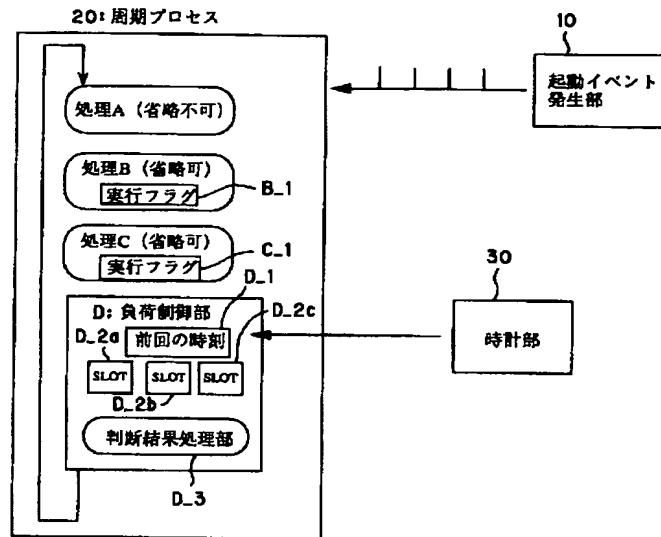 20:周期プロセス
10
起動イベント
発生部
処理A(省略不可)
処理B(省略可)
実行フラグ
B_1
処理C(省略可)
実行フラグ
C_1
D_1
30
D:負荷制御部
D_2c
D_2a
前回の時刻
時計部
SLOT
SLOT
SLOT
D_2b
判断結果処理部
D_3